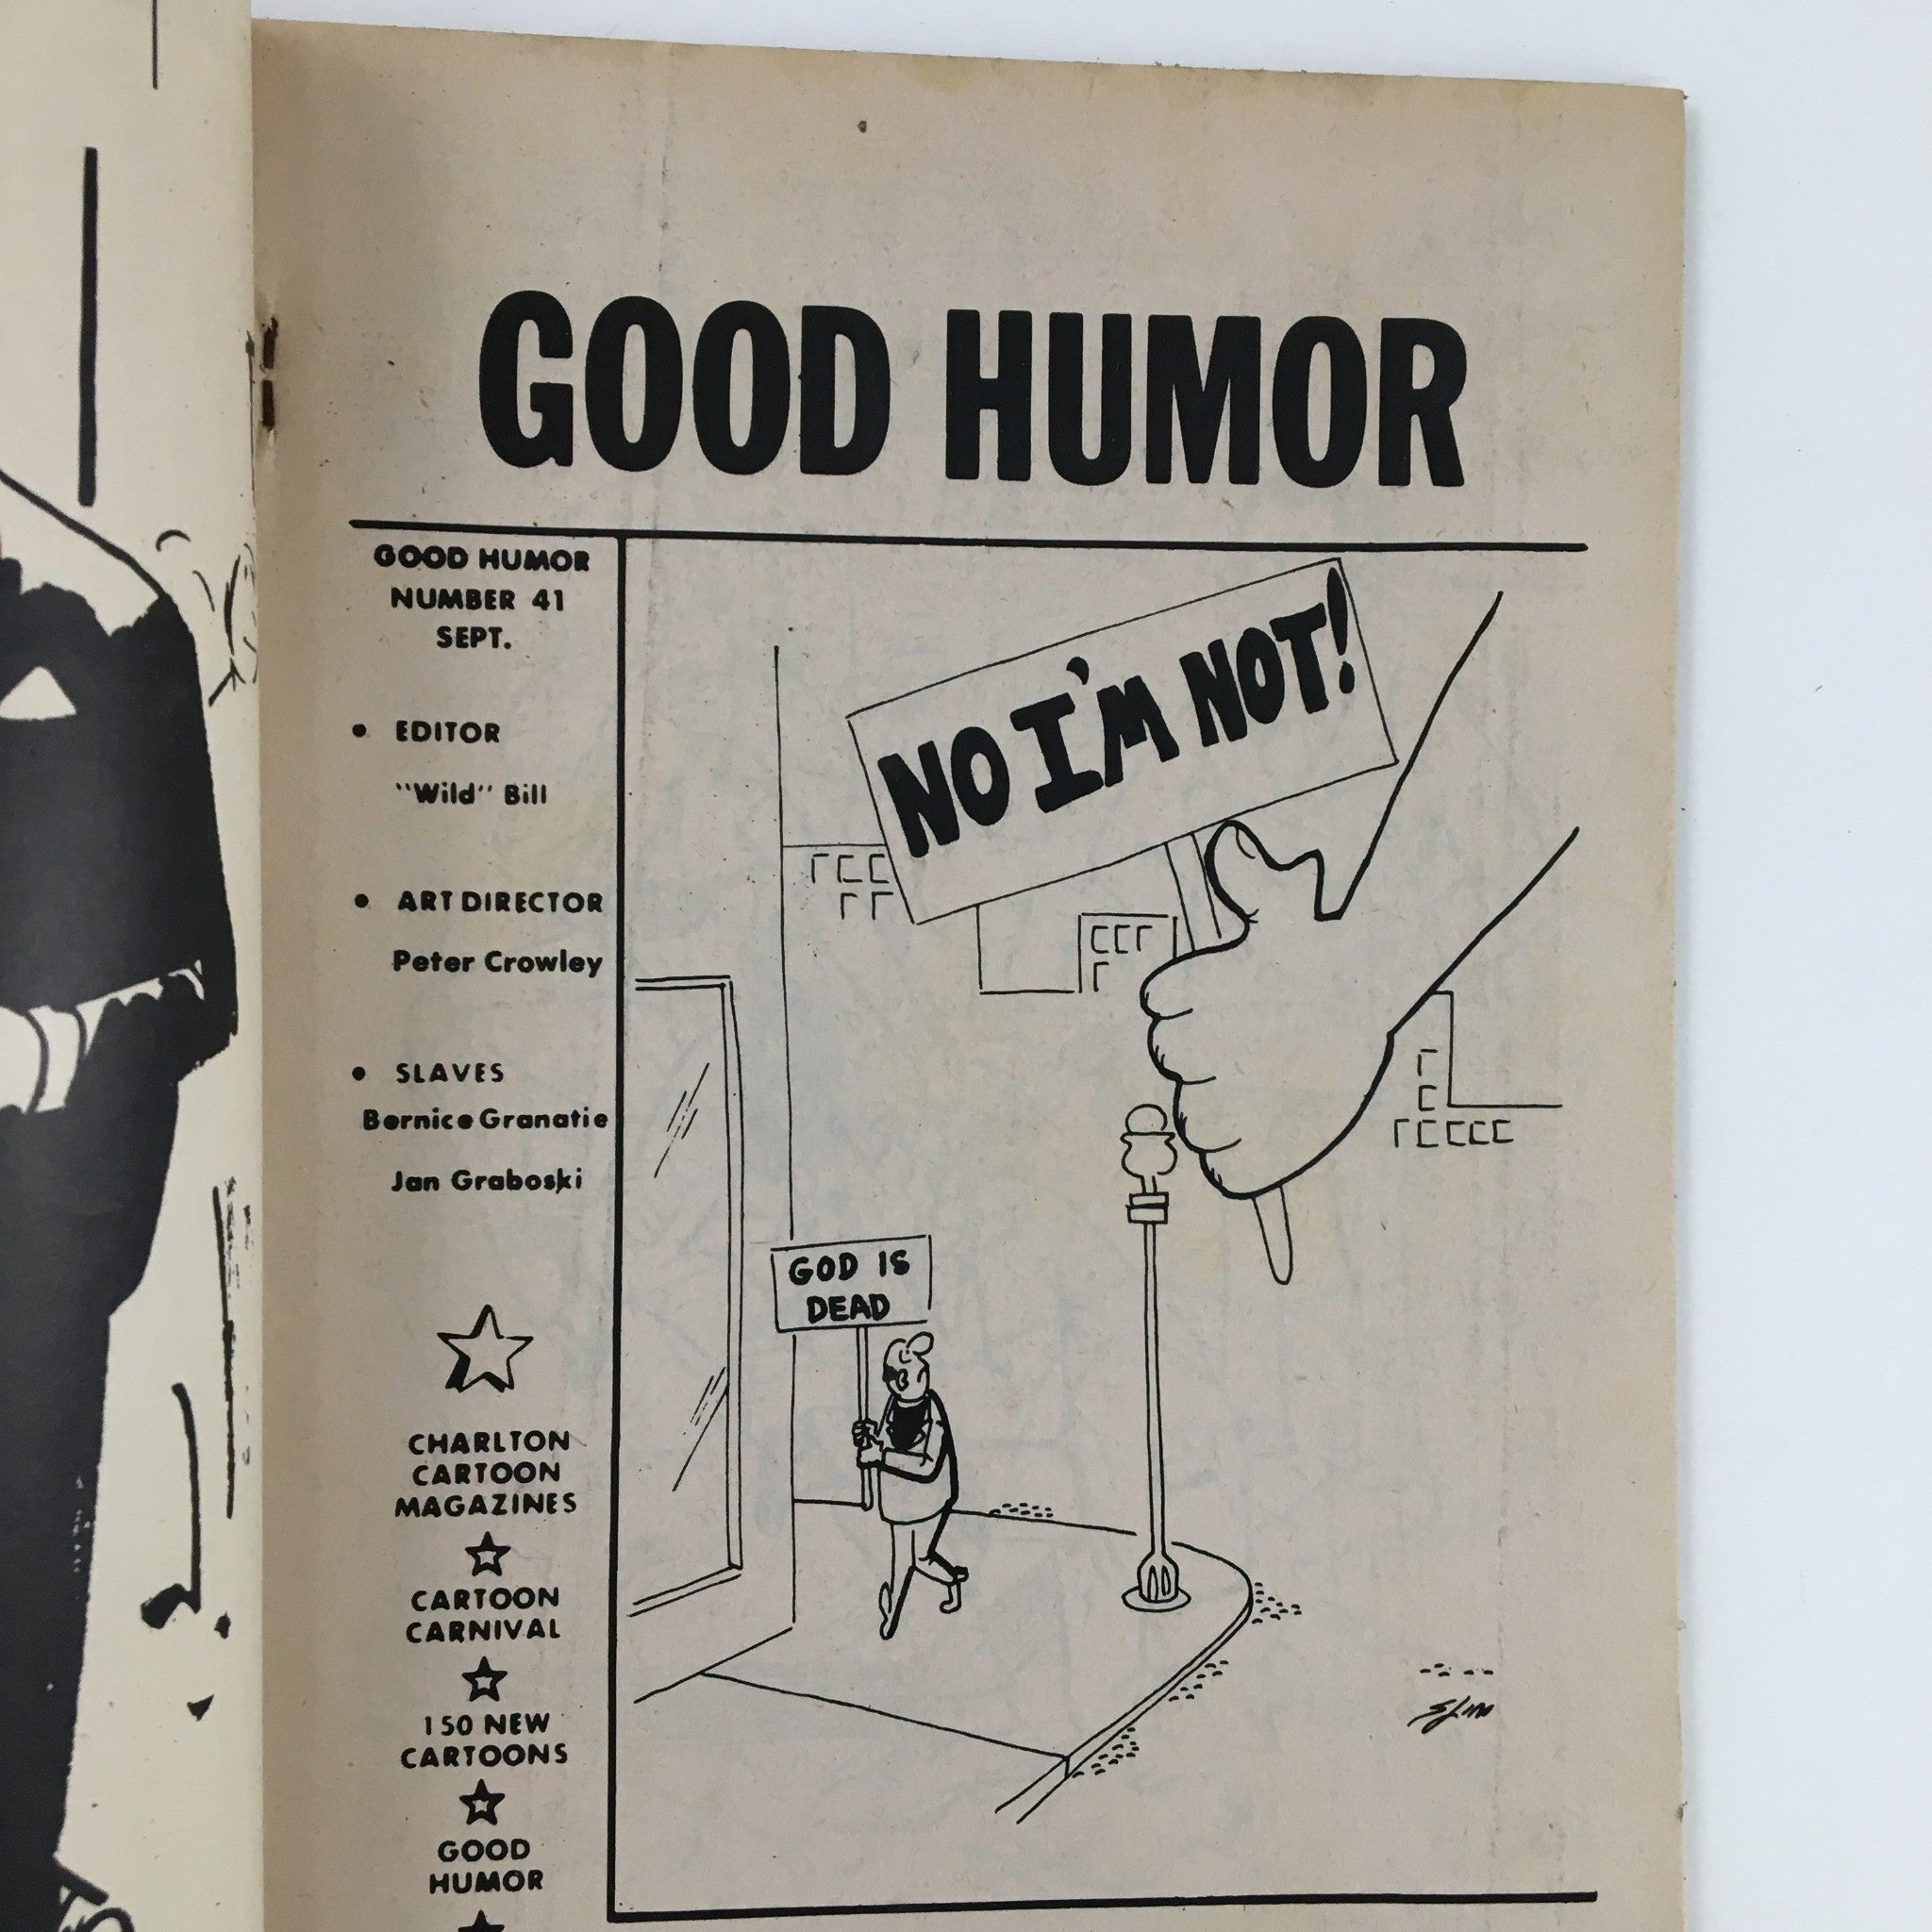 GOOD HUMOR
GOOD HUMOR
NUMBER 41
SEPT.
• EDITOR
"Wild" Bill
• ART DIRECTOR
Peter Crowley
• SLAVES
Bernice Granatie
Jan Graboski
CHARLTON
CARTOON
MAGAZINES
CARTOON
CARNIVAL
150 NEW
CARTOONS
GOOD
HUMOR
NO I'M NOT!
GOD IS
DEAD